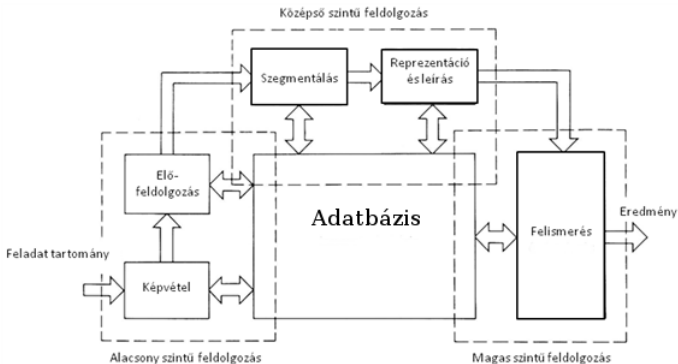 Középső szintű feldolgozás
Szegmentálás
Reprezentáció
és leírás
Elő-
feldolgozás
Adatbázis
Eredmény
Felismerés
Feladat tartomány
Képvétel
Alacsony szintű feldolgozás
Magas szintű feldolgozás